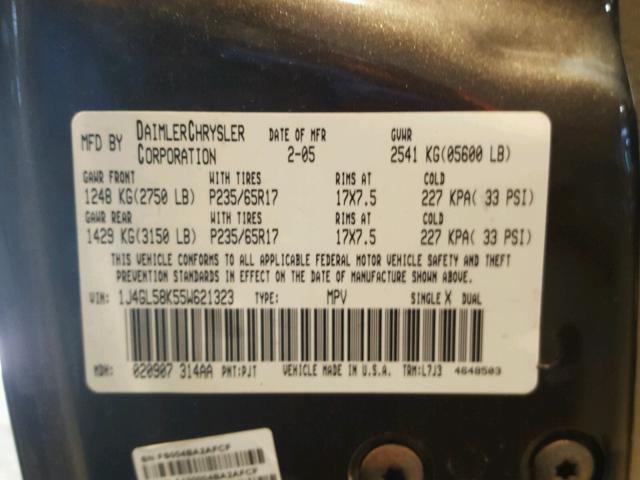 MFD BY DAIMLERCHRYSLER CORPORATION DATE OF MFR 2-05 GVWR 2541 KG(05600 LB)
GAWR FRONT WITH TIRES RIMS AT COLD
1248 KG(2750 LB) P235/65R17 17X7.5 227 KPA( 33 PSI)
GAWR REAR WITH TIRES RIMS AT COLD
1429 KG(3150 LB) P235/65R17 17X7.5 227 KPA( 33 PSI)
THIS VEHICLE CONFORMS TO ALL APPLICABLE FEDERAL MOTOR VEHICLE SAFETY AND THEFT
PREVENTION STANDARDS IN EFFECT ON THE DATE OF MANUFACTURE SHOWN ABOVE.
VIN: 1J4GL58K55W621323 TYPE: MPV SINGLE X DUAL
MDH: 020907 314AA PNT:PJT VEHICLE MADE IN U.S.A. TRM:L7J3 4648503
SN:FS004BA2AFCF